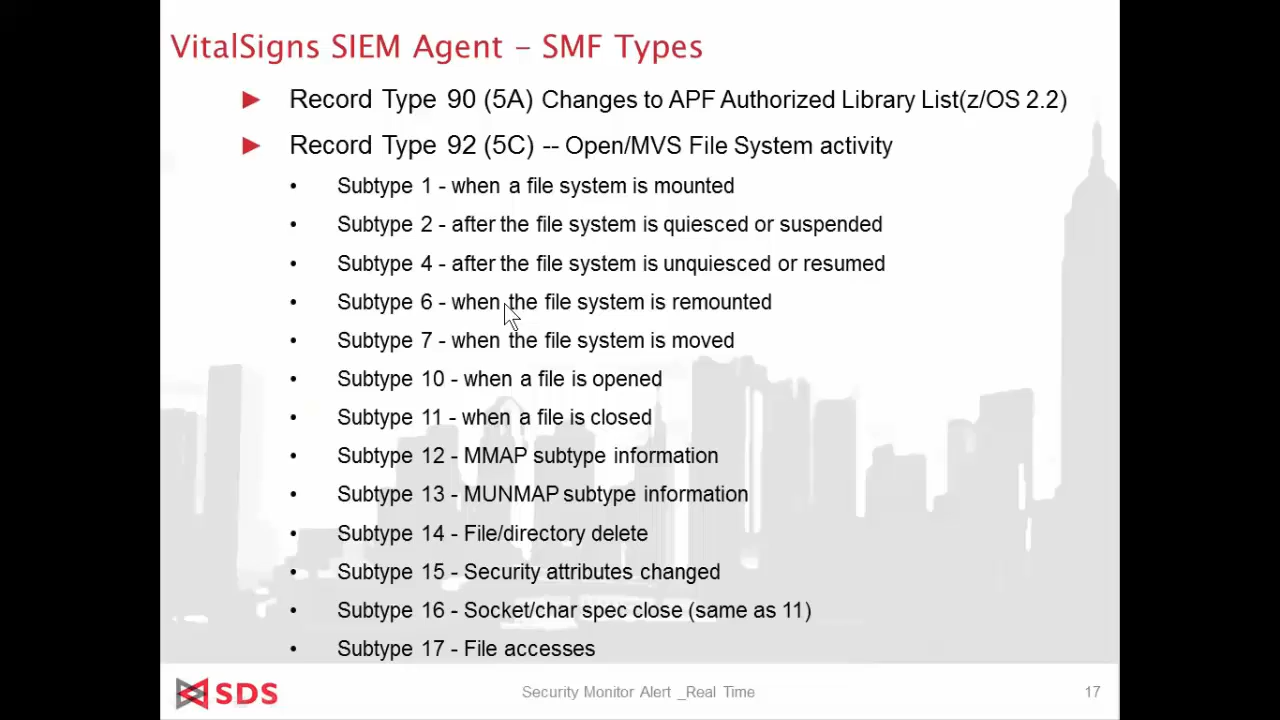 VitalSigns SIEM Agent – SMF Types
► Record Type 90 (5A) Changes to APF Authorized Library List(z/OS 2.2)
► Record Type 92 (5C) -- Open/MVS File System activity
• Subtype 1 - when a file system is mounted
• Subtype 2 - after the file system is quiesced or suspended
• Subtype 4 - after the file system is unquiesced or resumed
• Subtype 6 - when the file system is remounted
• Subtype 7 - when the file system is moved
• Subtype 10 - when a file is opened
• Subtype 11 - when a file is closed
• Subtype 12 - MMAP subtype information
• Subtype 13 - MUNMAP subtype information
• Subtype 14 - File/directory delete
• Subtype 15 - Security attributes changed
• Subtype 16 - Socket/char spec close (same as 11)
• Subtype 17 - File accesses
SDS
Security Monitor Alert _Real Time
17